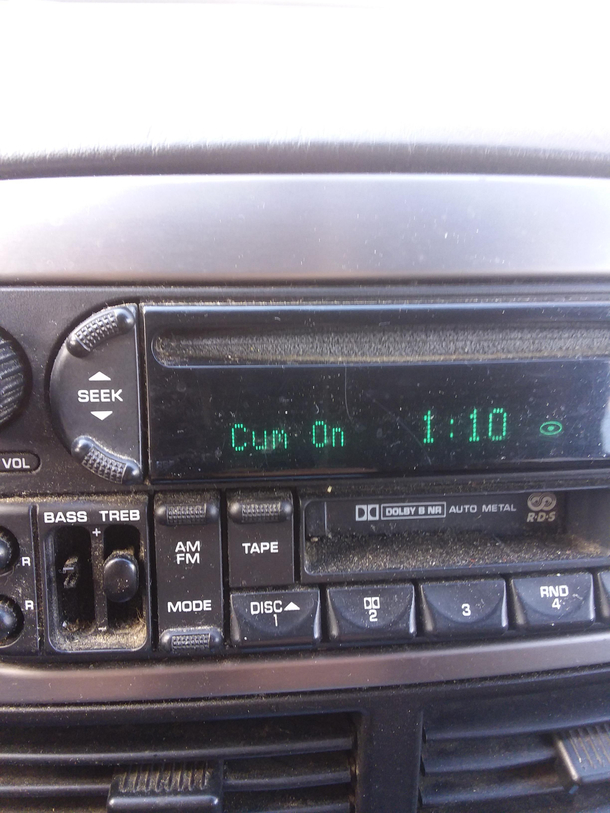 SEEK
Cum On 1:10
VOL
BASS TREB
+
-
R
R
AM
FM
MODE
TAPE
DOLBY B NR AUTO METAL
R·D·S
DISC
1
2
3
RND
4